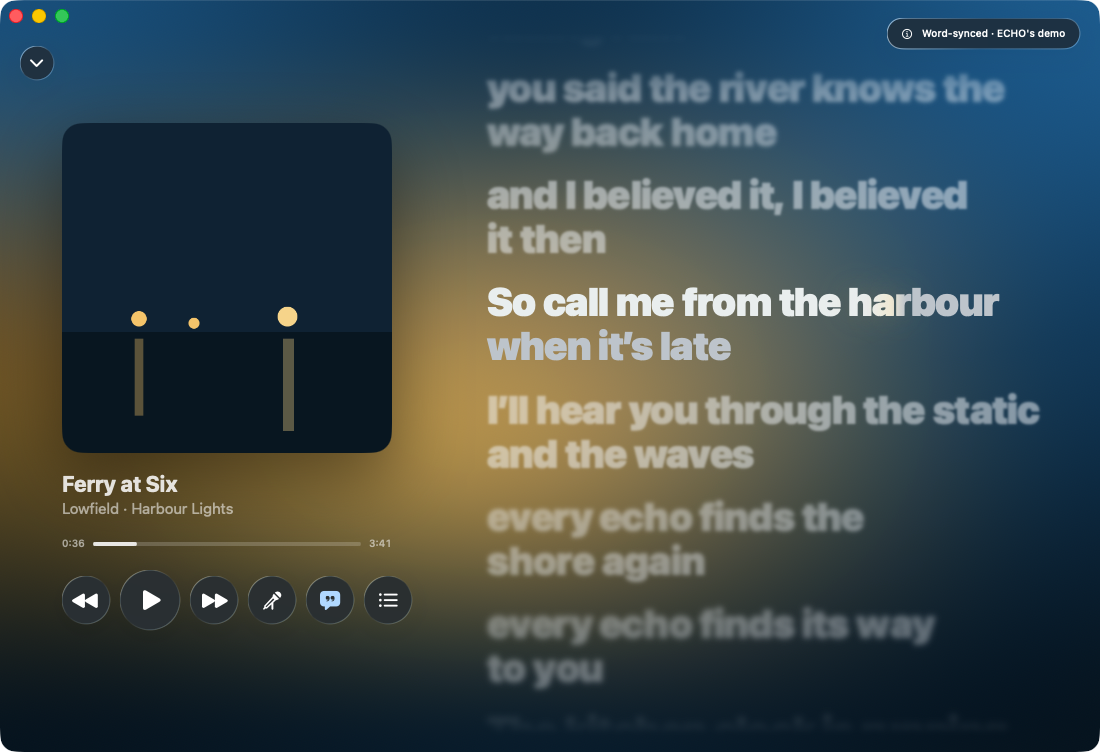 Word-synced · ECHO's demo
you said the river knows the
way back home
and I believed it, I believed
it then
So call me from the harbour
when it’s late
I’ll hear you through the static
and the waves
every echo finds the
shore again
every echo finds its way
to you
Ferry at Six
Lowfield · Harbour Lights
0:36
3:41